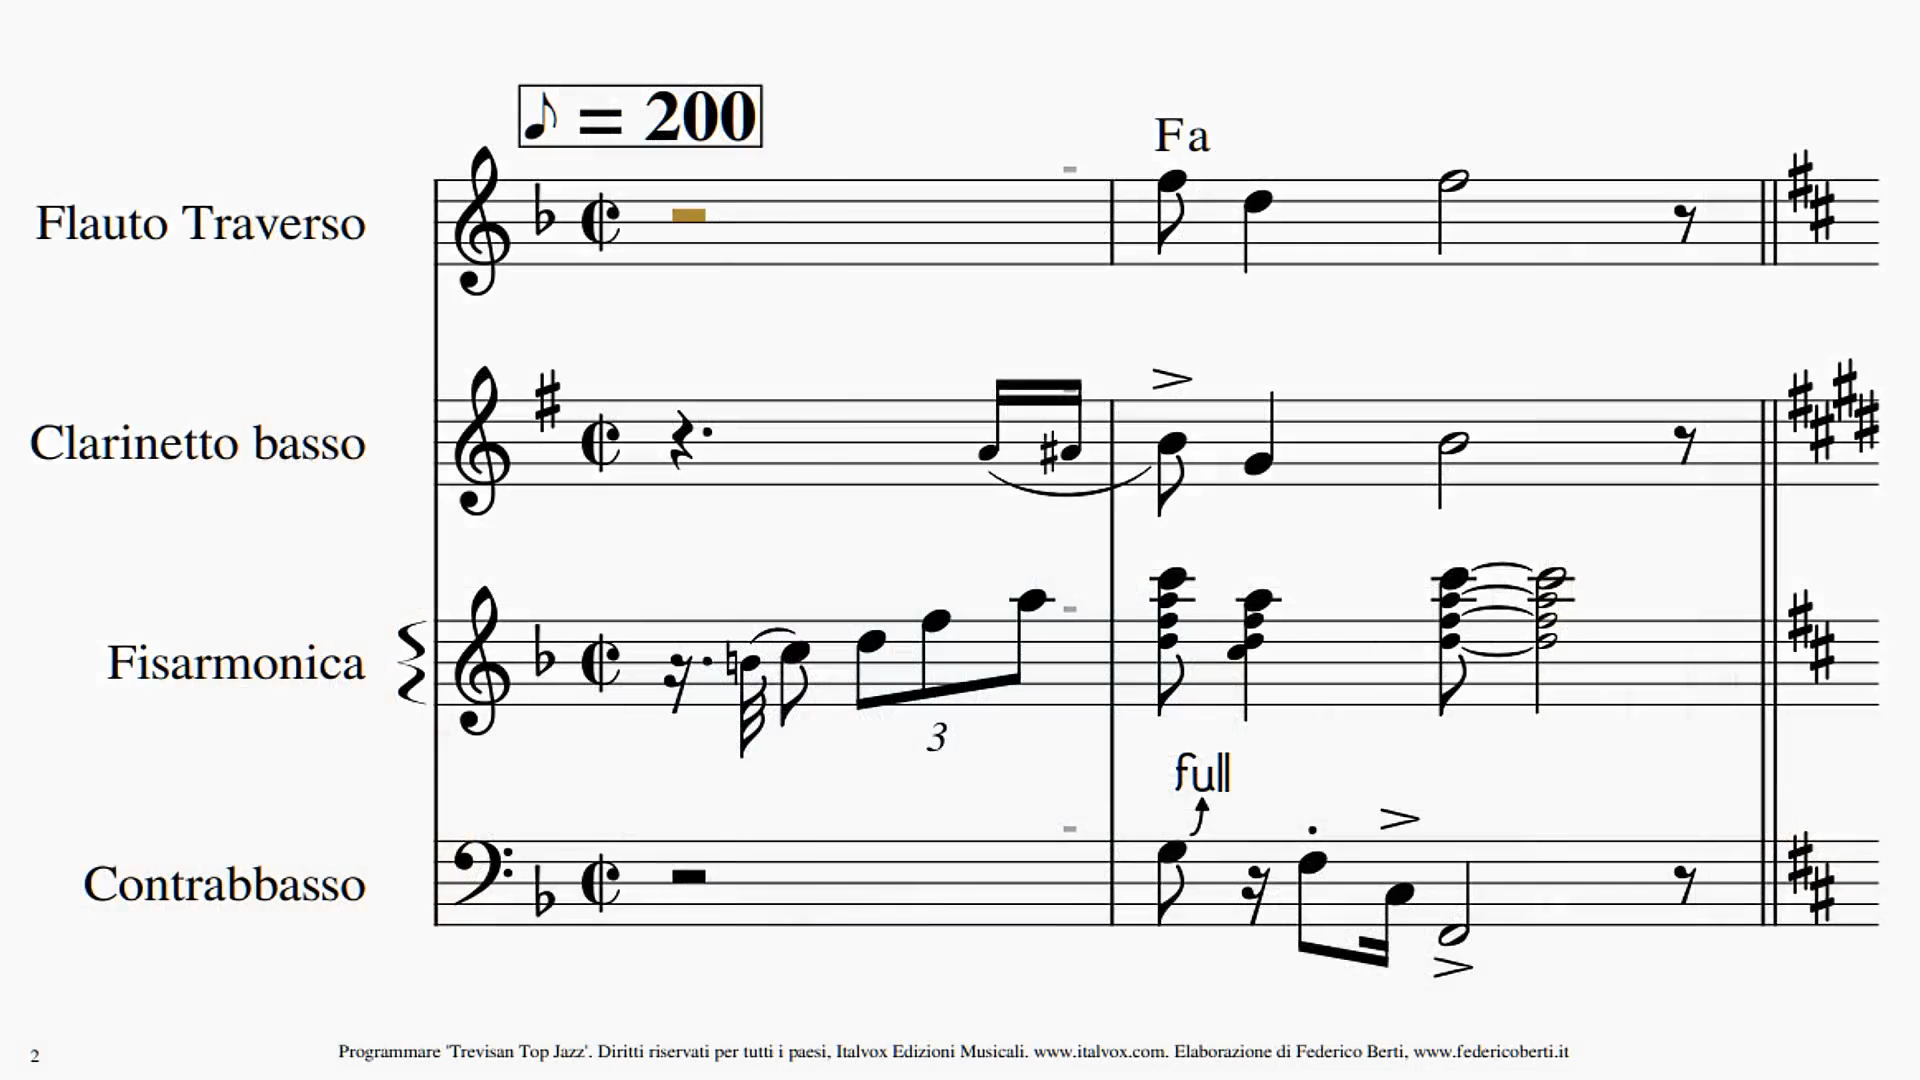 ♪ = 200
Fa
Flauto Traverso
Clarinetto basso
Fisarmonica
3
full
Contrabbasso
2
Programmare 'Trevisan Top Jazz'. Diritti riservati per tutti i paesi, Italvox Edizioni Musicali. www.italvox.com. Elaborazione di Federico Berti, www.federicoberti.it